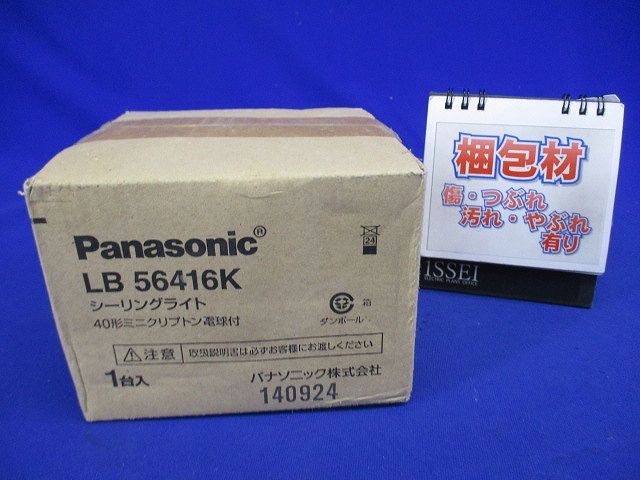 Panasonic®
LB 56416K
シーリングライト
40形ミニクリプトン電球付
24
箱
ダンボール
注意 取扱説明書は必ずお客様にお渡しください
1台入
パナソニック株式会社
140924
梱包材
傷・つぶれ
汚れ・やぶれ
有り
ISSEI
ELECTRIC PLANS OFFICE